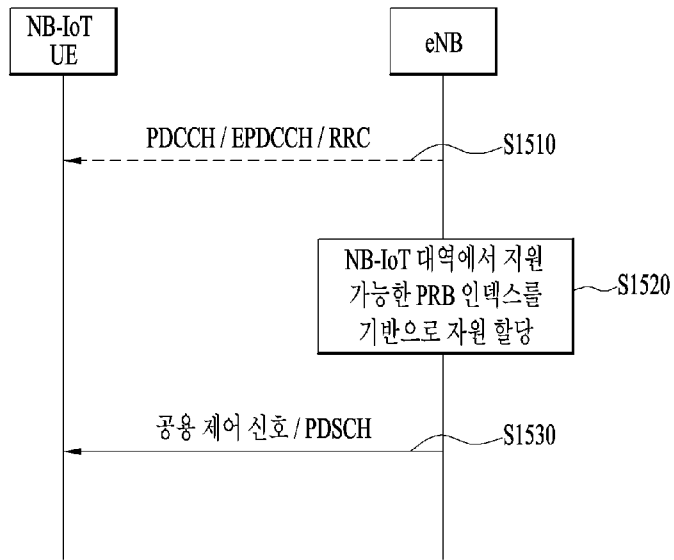 NB-IoT
UE
eNB
PDCCH / EPDCCH / RRC
S1510
NB-IoT 대역에서 지원
가능한 PRB 인덱스를
기반으로 자원 할당
S1520
공용 제어 신호 / PDSCH
S1530